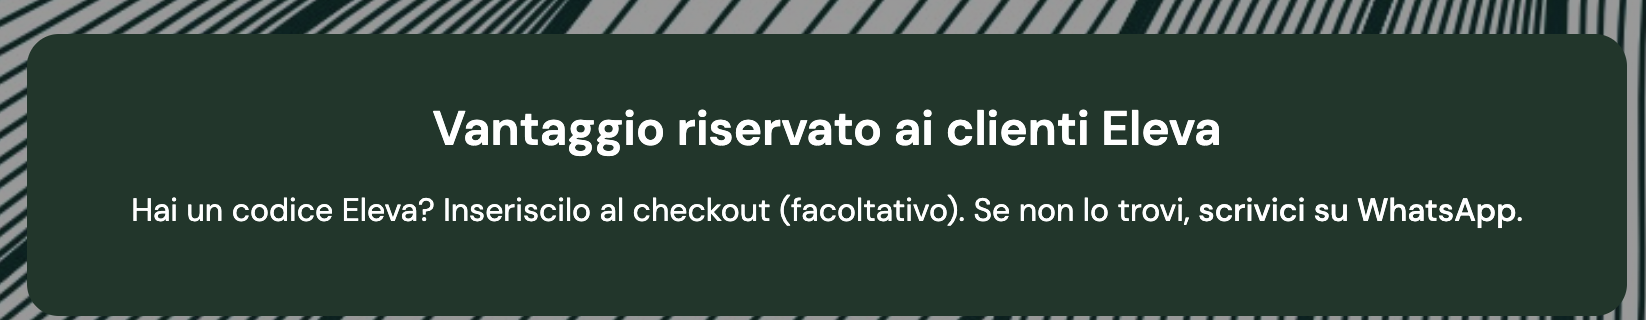 Vantaggio riservato ai clienti Eleva
Hai un codice Eleva? Inseriscilo al checkout (facoltativo). Se non lo trovi, scrivici su WhatsApp.